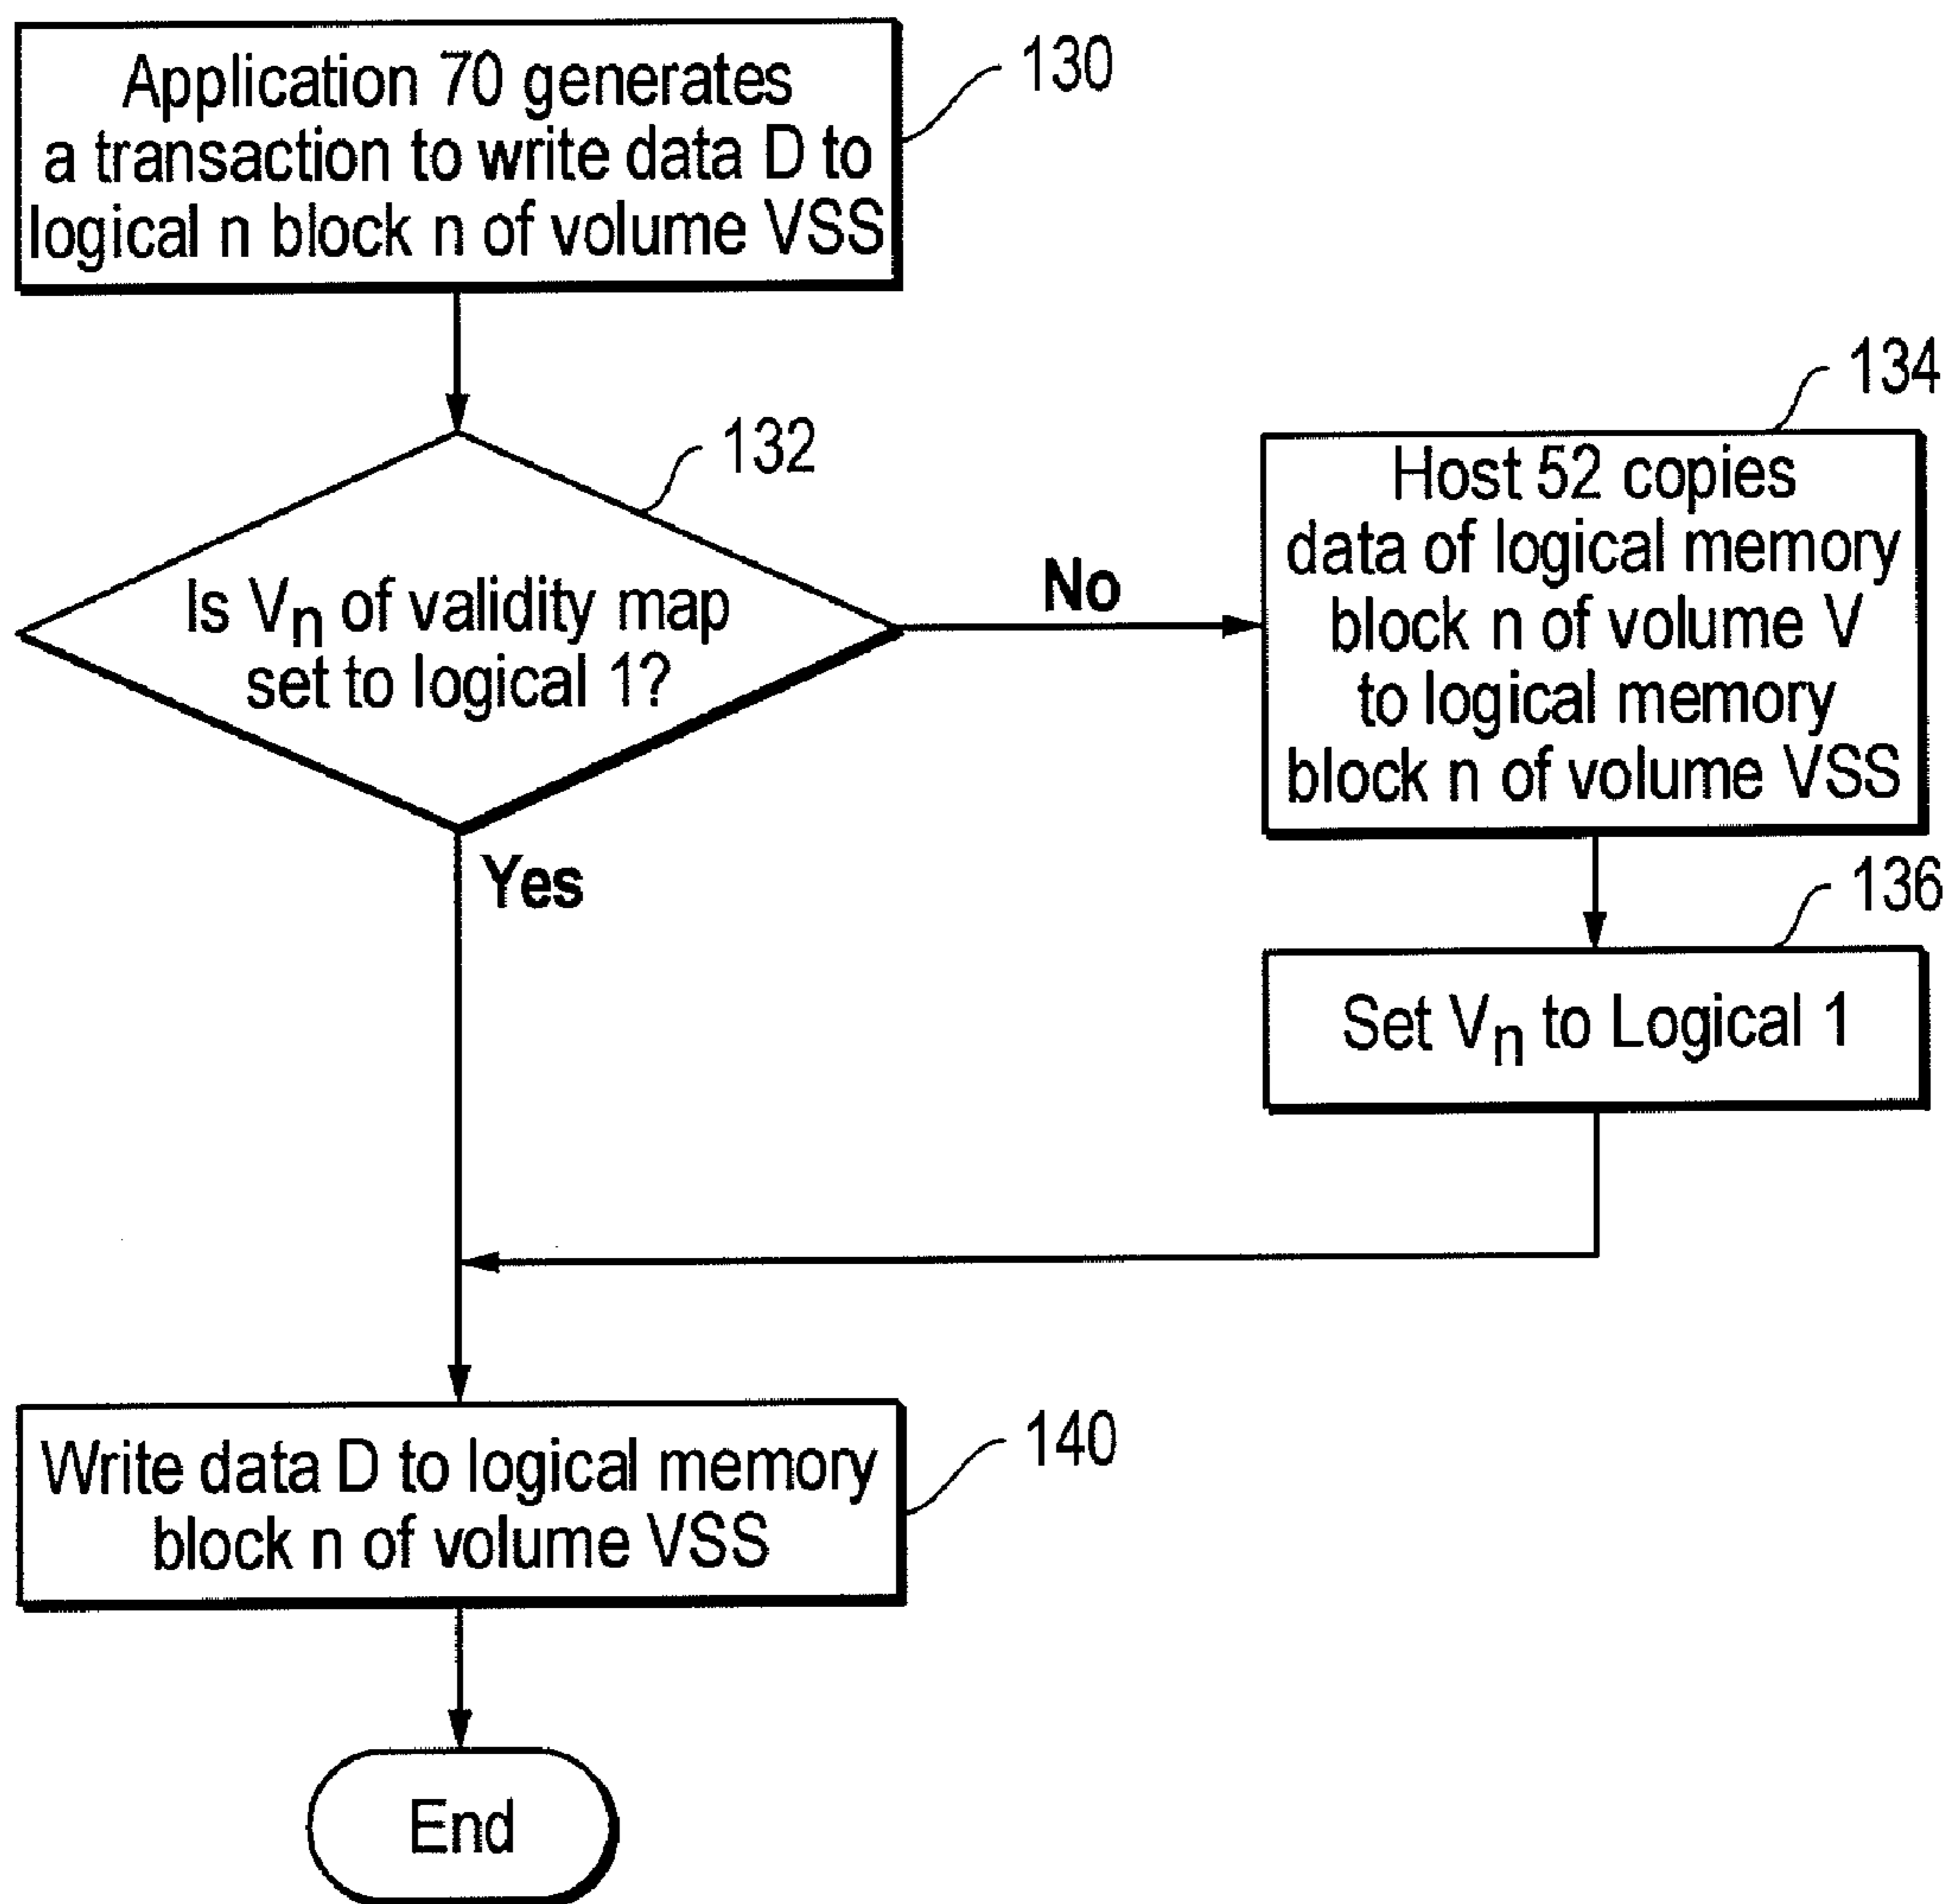 Application 70 generates
a transaction to write data D to
logical n block n of volume VSS
130
132
Is Vn of validity map
set to logical 1?
No
Yes
134
Host 52 copies
data of logical memory
block n of volume V
to logical memory
block n of volume VSS
136
Set Vn to Logical 1
Write data D to logical memory
block n of volume VSS
140
End